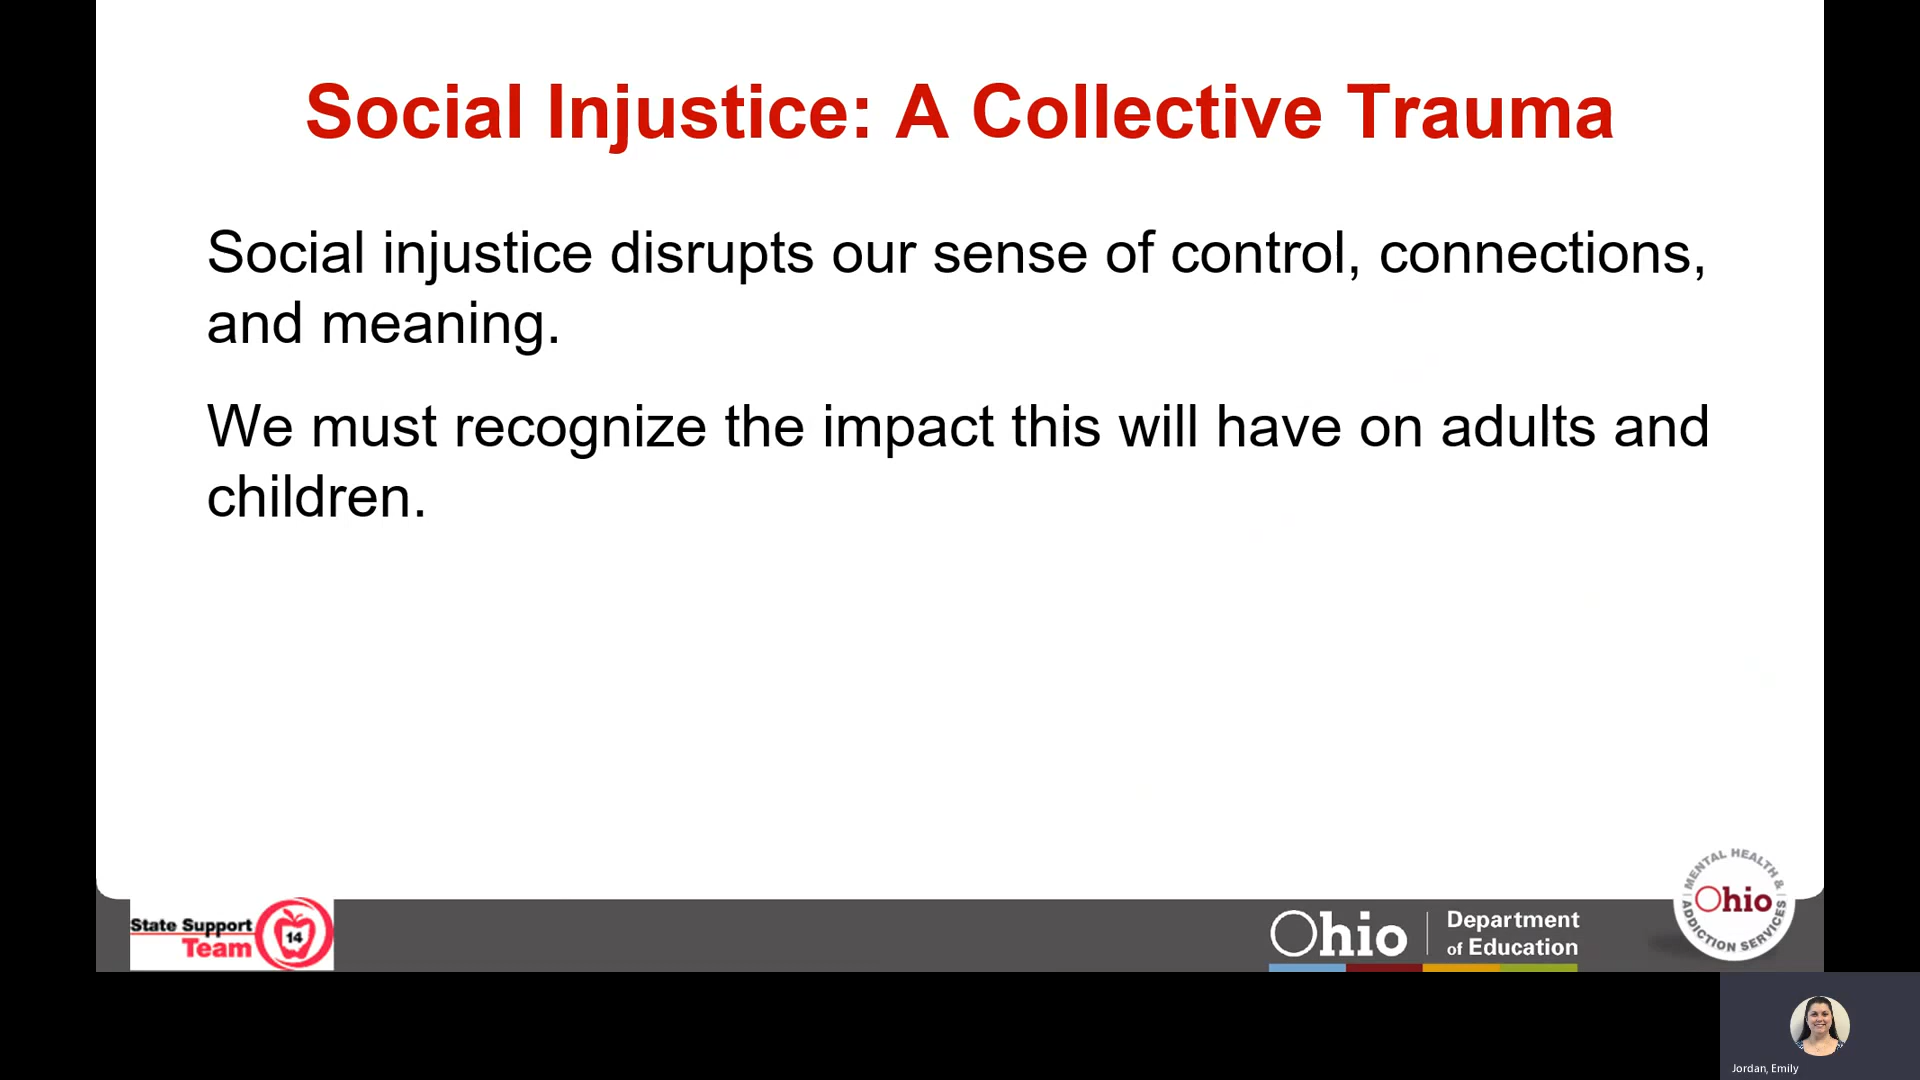 Social Injustice: A Collective Trauma
Social injustice disrupts our sense of control, connections,
and meaning.
We must recognize the impact this will have on adults and
children.
State Support
Team
14
Ohio
Department
of Education
MENTAL HEALTH &
Ohio
ADDICTION SERVICES
Jordan, Emily